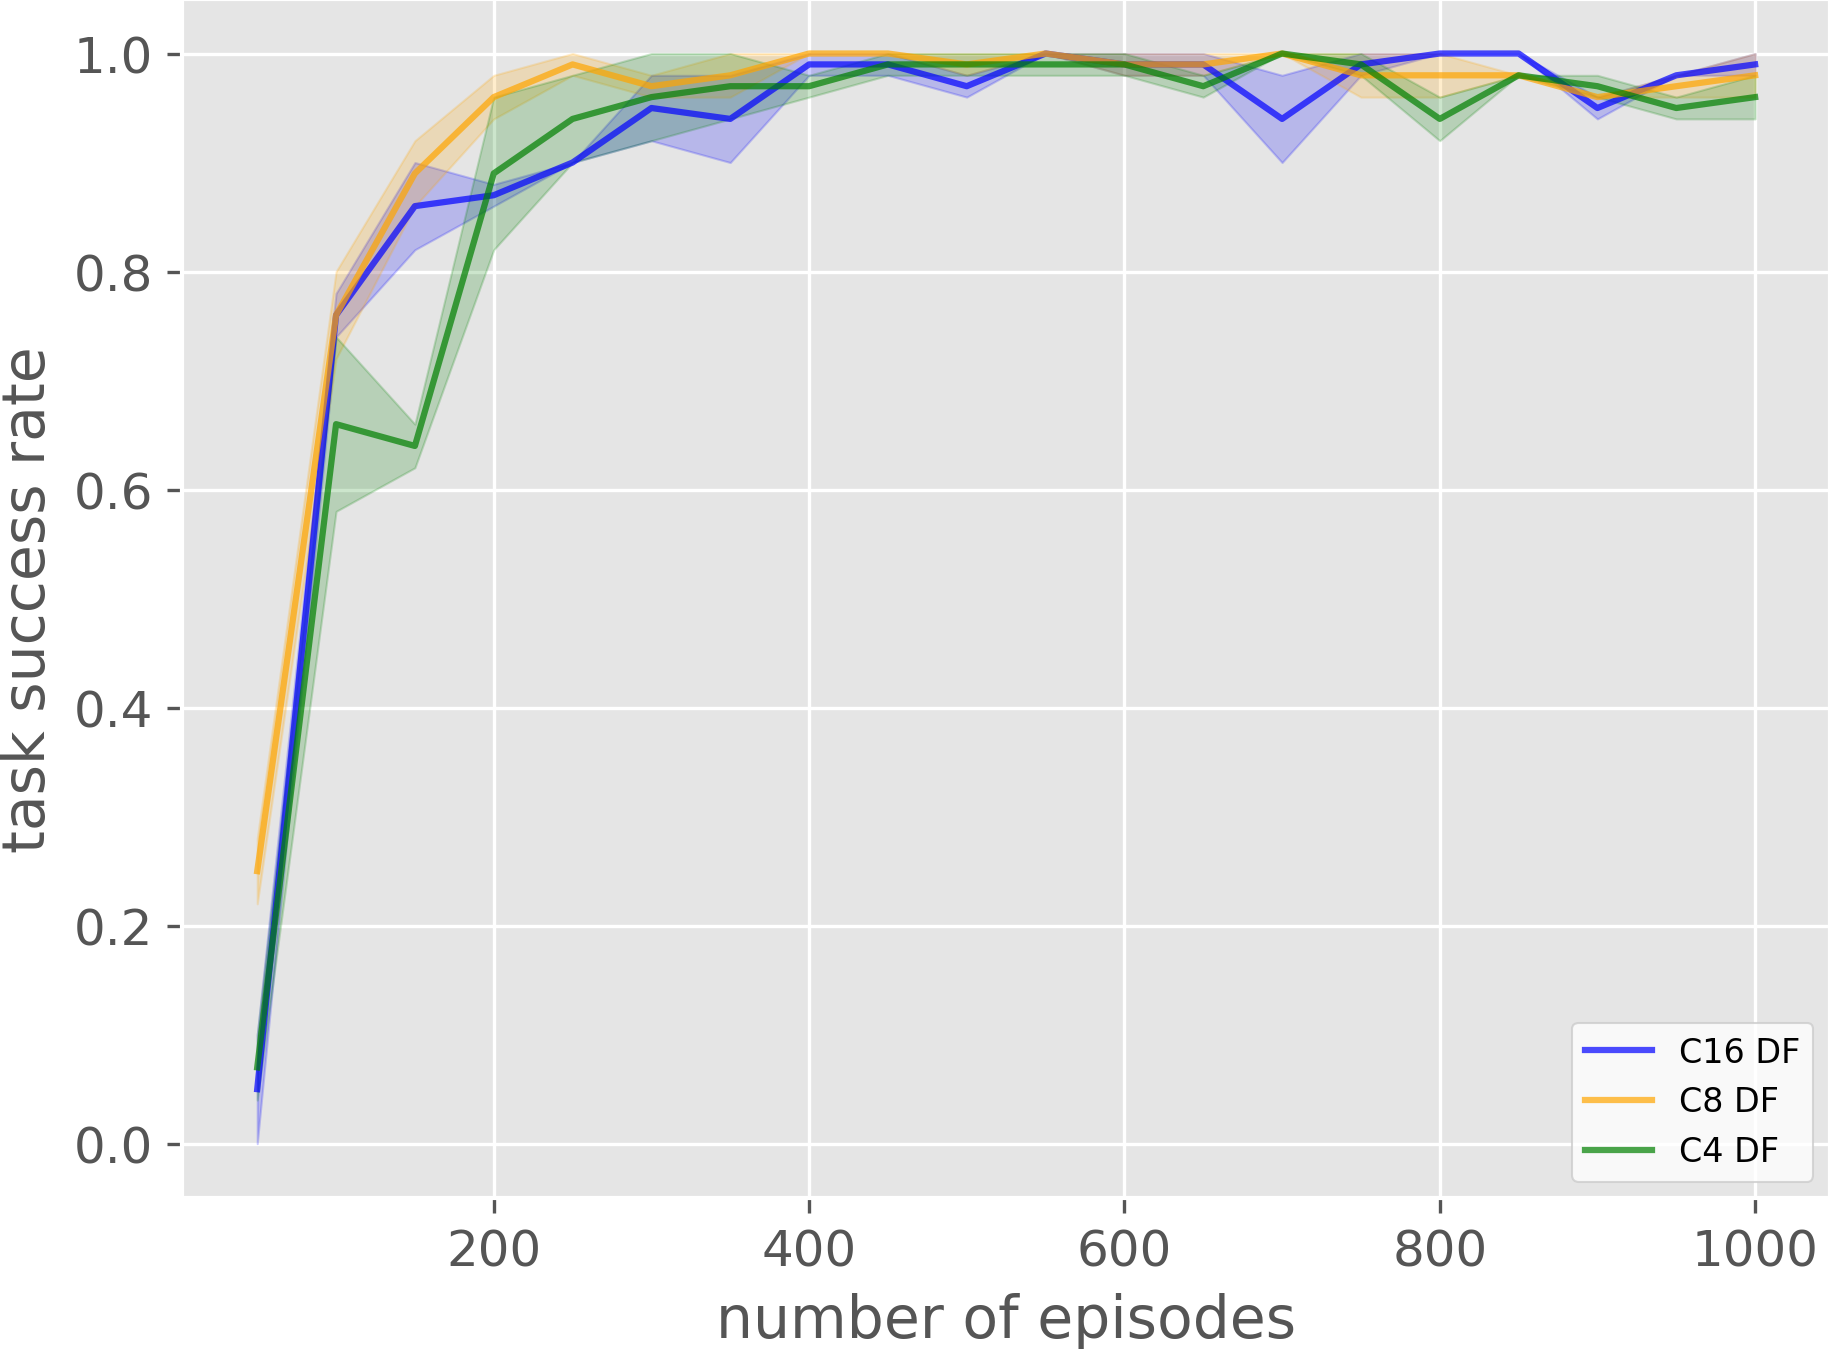 task success rate
1.0
0.8
0.6
0.4
0.2
0.0
C16 DF
C8 DF
C4 DF
200 400 600 800 1000
number of episodes